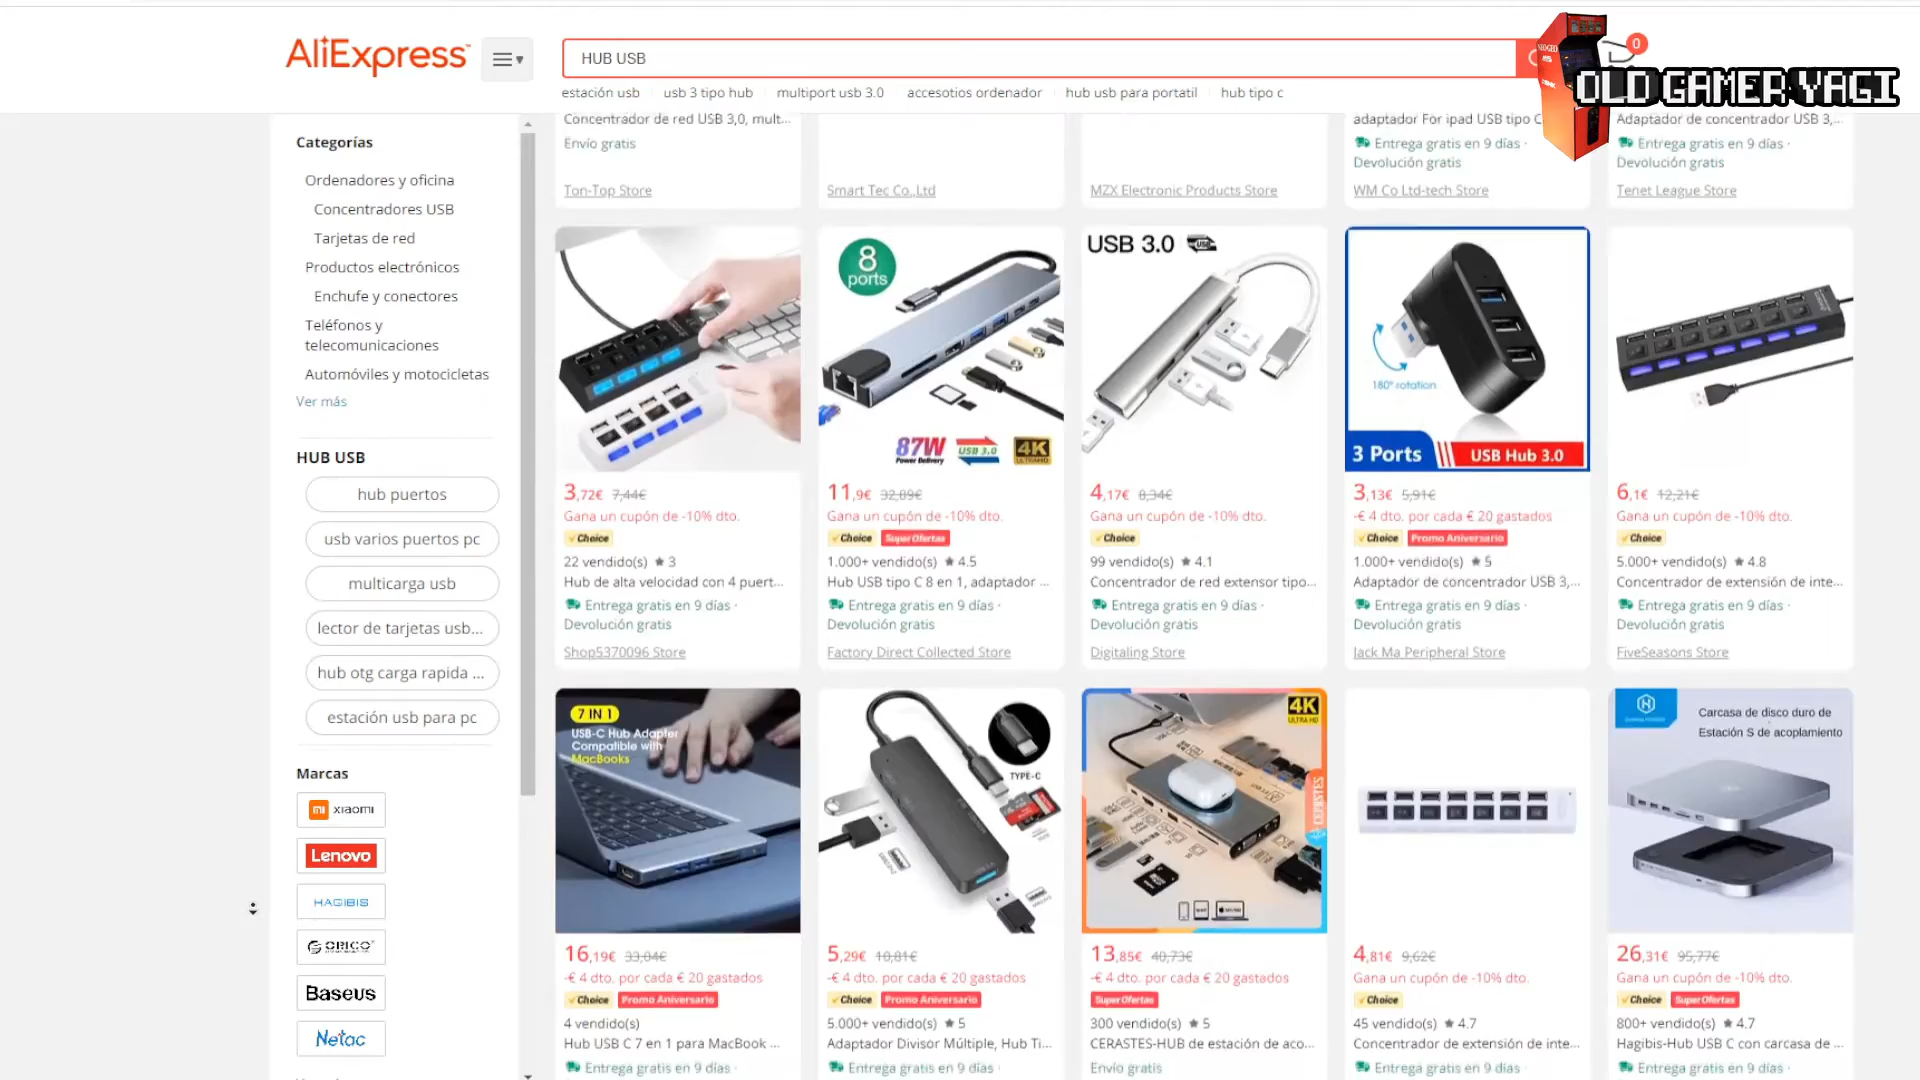 AliExpress
HUB USB
0
OLD GAMER YAGI
estación usb
usb 3 tipo hub
multiport usb 3.0
accesotios ordenador
hub usb para portatil
hub tipo c
Categorías
Ordenadores y oficina
Concentradores USB
Tarjetas de red
Productos electrónicos
Enchufe y conectores
Teléfonos y
telecomunicaciones
Automóviles y motocicletas
Ver más
HUB USB
hub puertos
usb varios puertos pc
multicarga usb
lector de tarjetas usb...
hub otg carga rapida ...
estación usb para pc
Marcas
xiaomi
Lenovo
HAGIBIS
ORICO
Baseus
Netac
Concentrador de red USB 3,0, mult...
Envío gratis
Ton-Top Store
Smart Tec Co.,Ltd
MZX Electronic Products Store
adaptador For ipad USB tipo C
Entrega gratis en 9 días ·
Devolución gratis
WM Co Ltd-tech Store
Adaptador de concentrador USB 3,...
Entrega gratis en 9 días ·
Devolución gratis
Tenet League Store
3,72€ 7,44€
Gana un cupón de -10% dto.
Choice
22 vendido(s) ★ 3
Hub de alta velocidad con 4 puert...
Entrega gratis en 9 días ·
Devolución gratis
Shop5370096 Store
8
ports
87W
Power Delivery
USB 3.0
4K
11,9€ 32,89€
Gana un cupón de -10% dto.
Choice SuperOfertas
1.000+ vendido(s) ★ 4.5
Hub USB tipo C 8 en 1, adaptador ...
Entrega gratis en 9 días ·
Devolución gratis
Factory Direct Collected Store
USB 3.0
4,17€ 8,34€
Gana un cupón de -10% dto.
Choice
99 vendido(s) ★ 4.1
Concentrador de red extensor tipo...
Entrega gratis en 9 días ·
Devolución gratis
Digitaling Store
180° rotation
3 Ports USB Hub 3.0
3,13€ 5,91€
-€ 4 dto. por cada € 20 gastados
Choice Promo Aniversario
1.000+ vendido(s) ★ 5
Adaptador de concentrador USB 3,...
Entrega gratis en 9 días ·
Devolución gratis
Jack Ma Peripheral Store
6,1€ 12,21€
Gana un cupón de -10% dto.
Choice
5.000+ vendido(s) ★ 4.8
Concentrador de extensión de inte...
Entrega gratis en 9 días ·
Devolución gratis
FiveSeasons Store
7 IN 1
USB-C Hub Adapter
Compatible with
MacBooks
16,19€ 33,04€
-€ 4 dto. por cada € 20 gastados
Choice Promo Aniversario
4 vendido(s)
Hub USB C 7 en 1 para MacBook ...
Entrega gratis en 9 días ·
TYPE-C
5,29€ 10,81€
-€ 4 dto. por cada € 20 gastados
Choice Promo Aniversario
5.000+ vendido(s) ★ 5
Adaptador Divisor Múltiple, Hub Ti...
Entrega gratis en 9 días ·
4K
ULTRA HD
CERASTES
13,85€ 40,73€
-€ 4 dto. por cada € 20 gastados
SuperOfertas
300 vendido(s) ★ 5
CERASTES-HUB de estación de aco...
Envío gratis
4,81€ 9,62€
Gana un cupón de -10% dto.
Choice
45 vendido(s) ★ 4.7
Concentrador de extensión de inte...
Entrega gratis en 9 días ·
Carcasa de disco duro de
Estación S de acoplamiento
26,31€ 95,77€
Gana un cupón de -10% dto.
Choice SuperOfertas
800+ vendido(s) ★ 4.7
Hagibis-Hub USB C con carcasa de ...
Entrega gratis en 9 días ·